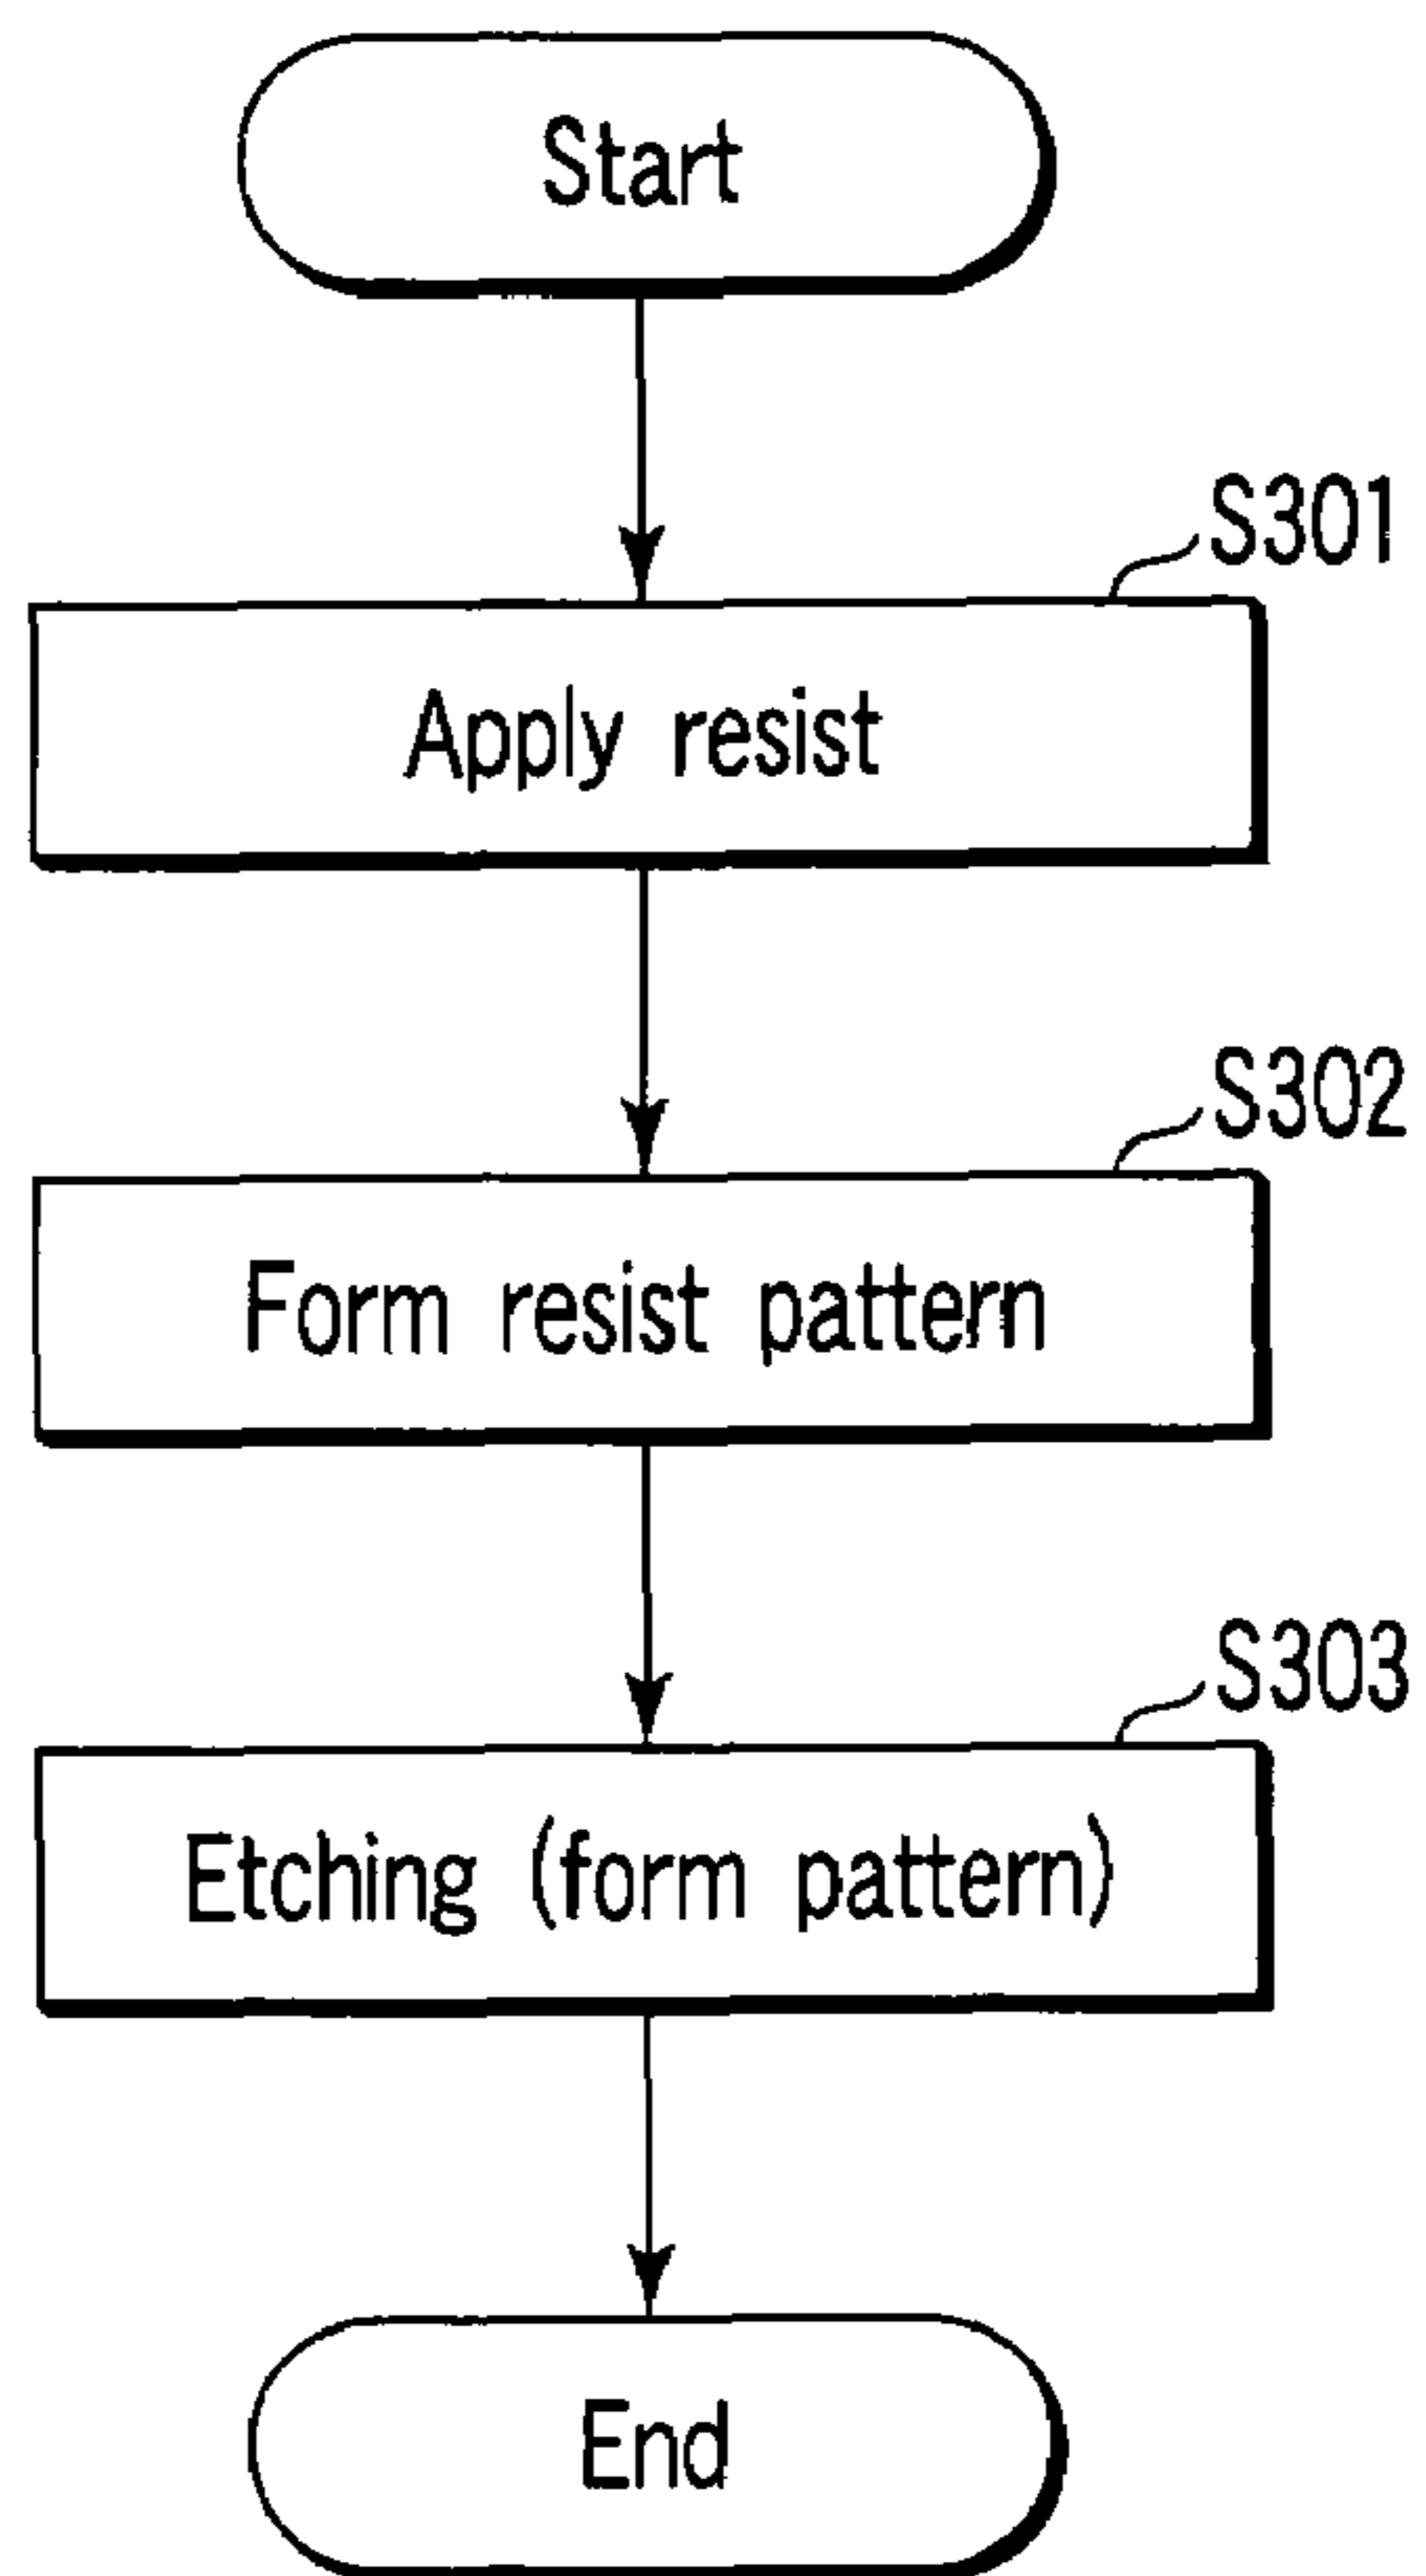 Start
S301
Apply resist
S302
Form resist pattern
S303
Etching (form pattern)
End